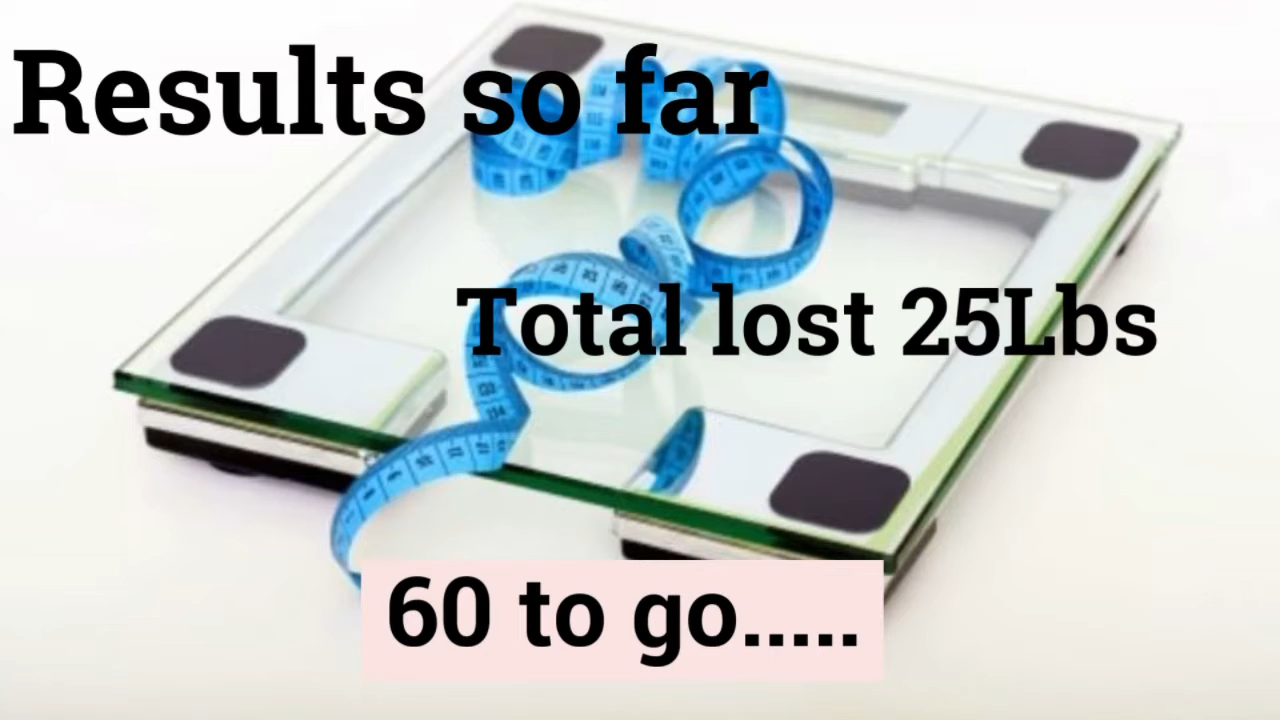 Results so far
Total lost 25Lbs
60 to go.....